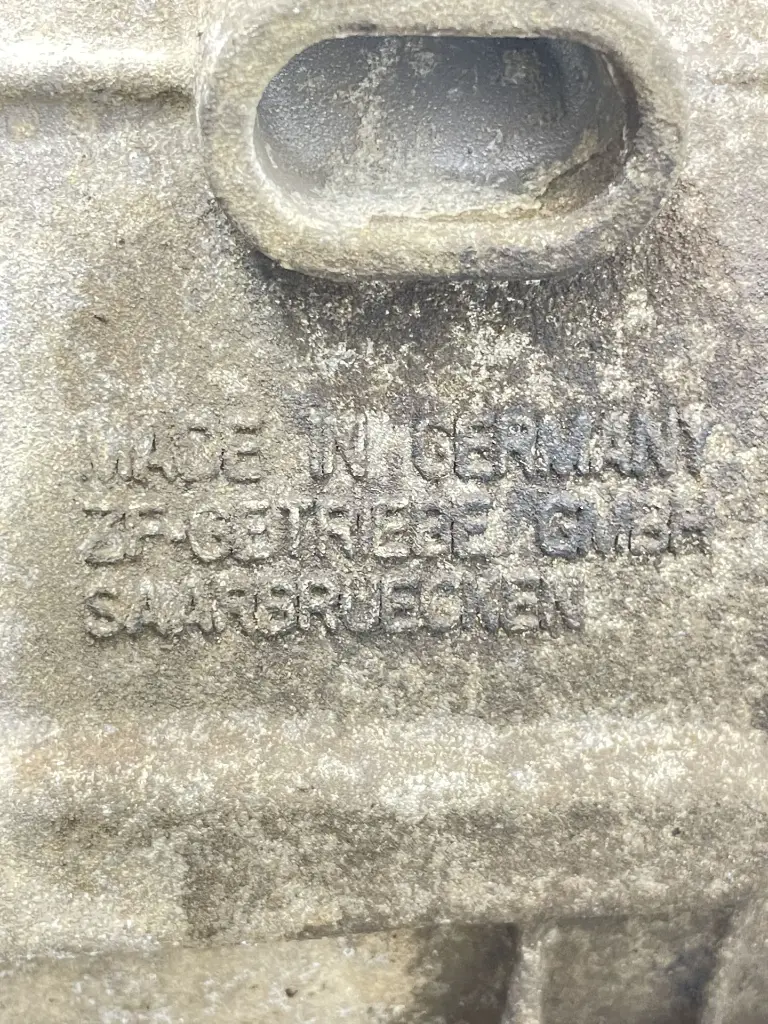 MADE IN GERMANY
ZF-GETRIEBE GMBH
SAARBRUECKEN